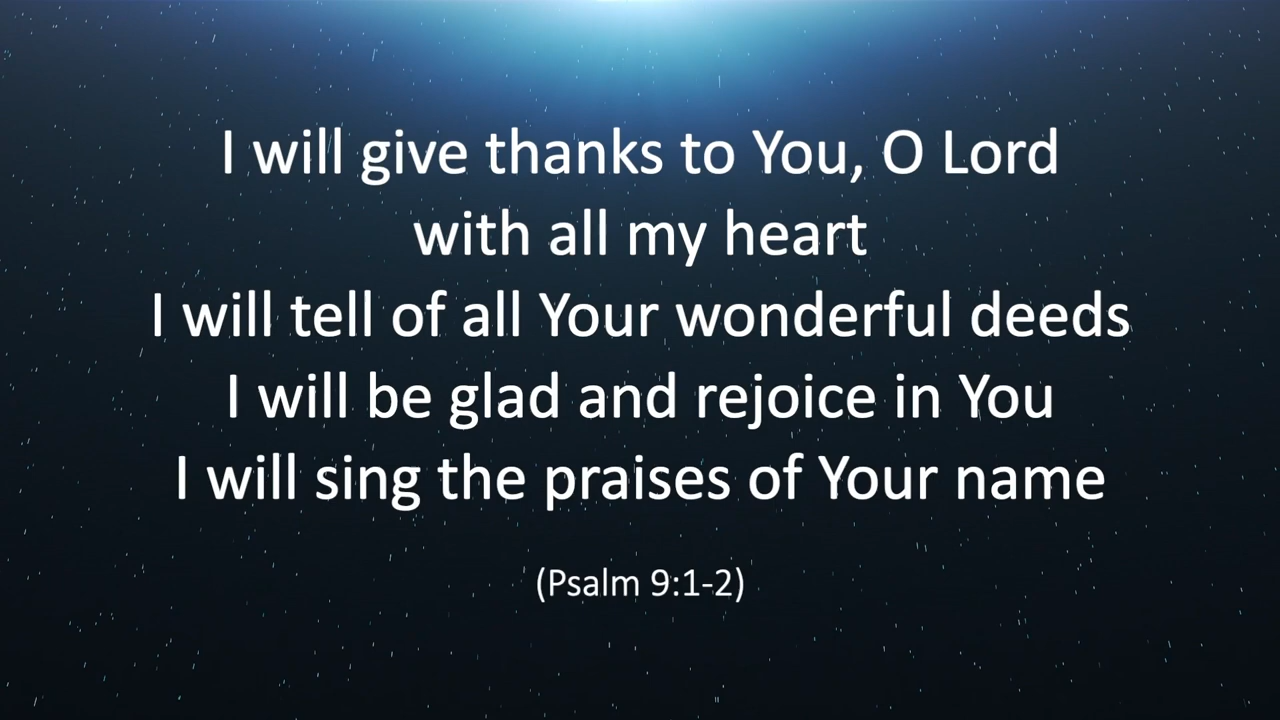 I will give thanks to You, O Lord
with all my heart
I will tell of all Your wonderful deeds
I will be glad and rejoice in You
I will sing the praises of Your name
(Psalm 9:1-2)